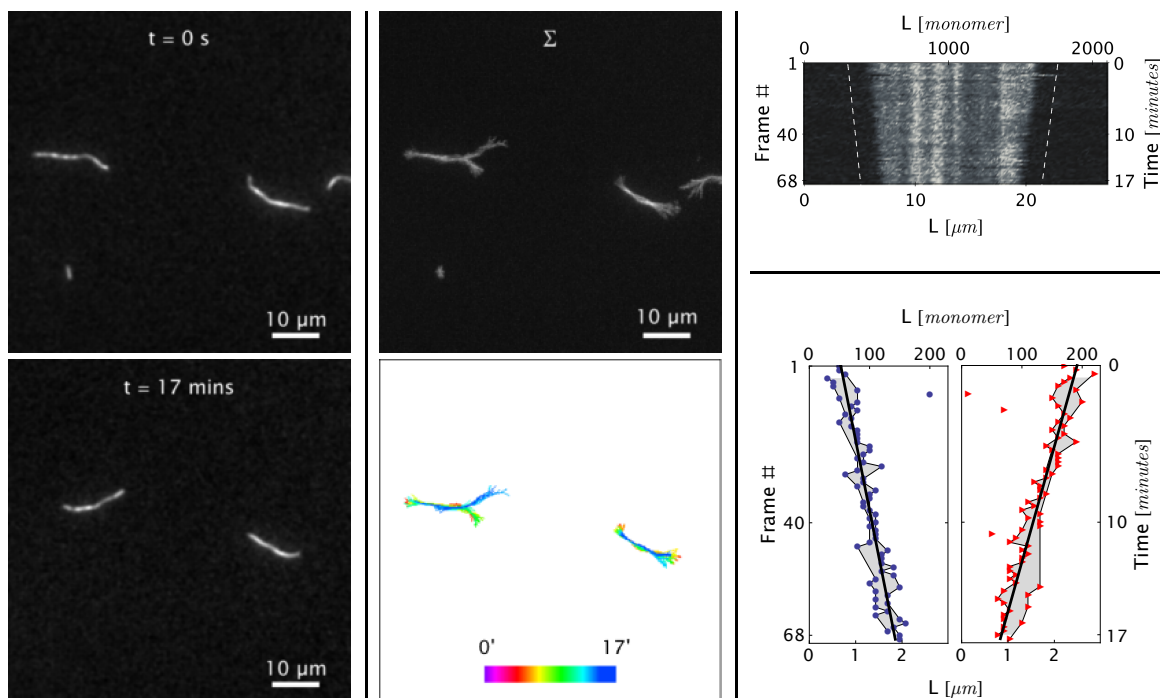 t = 0 s
10 μm
t = 17 mins
10 μm
Σ
10 μm
0' 17'
L [monomer]
0 1000 2000
1 0
Frame #
40 10
68 17
Time [minutes]
0 10 20
L [μm]
L [monomer]
0 100 200 0 100 200
1 0
Frame #
40 10
68 17
Time [minutes]
0 1 2 0 1 2
L [μm]